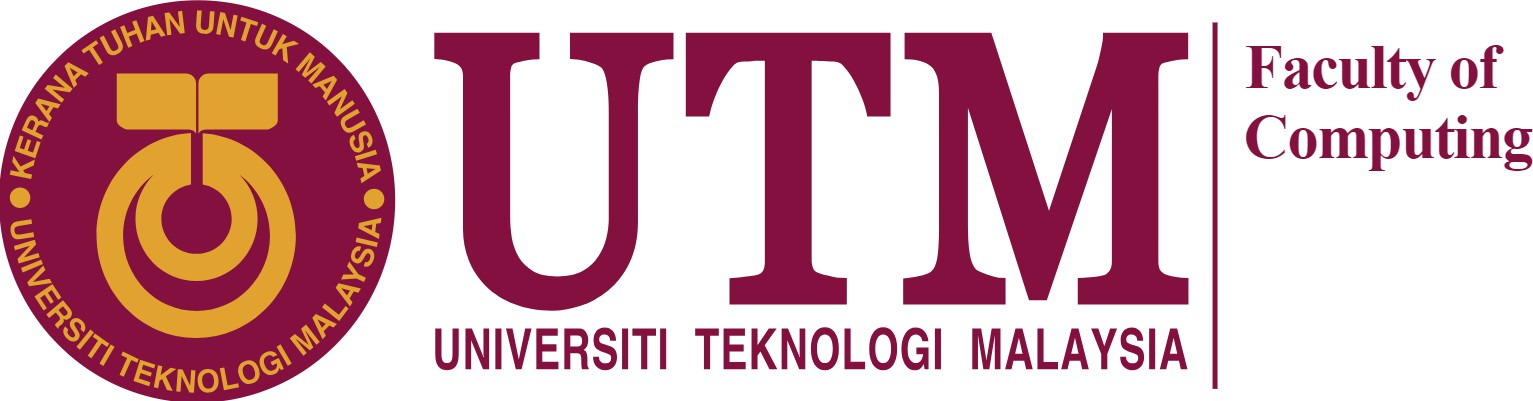 KERANA TUHAN UNTUK MANUSIA
UNIVERSITI TEKNOLOGI MALAYSIA
UTM
UNIVERSITI TEKNOLOGI MALAYSIA
Faculty of
Computing